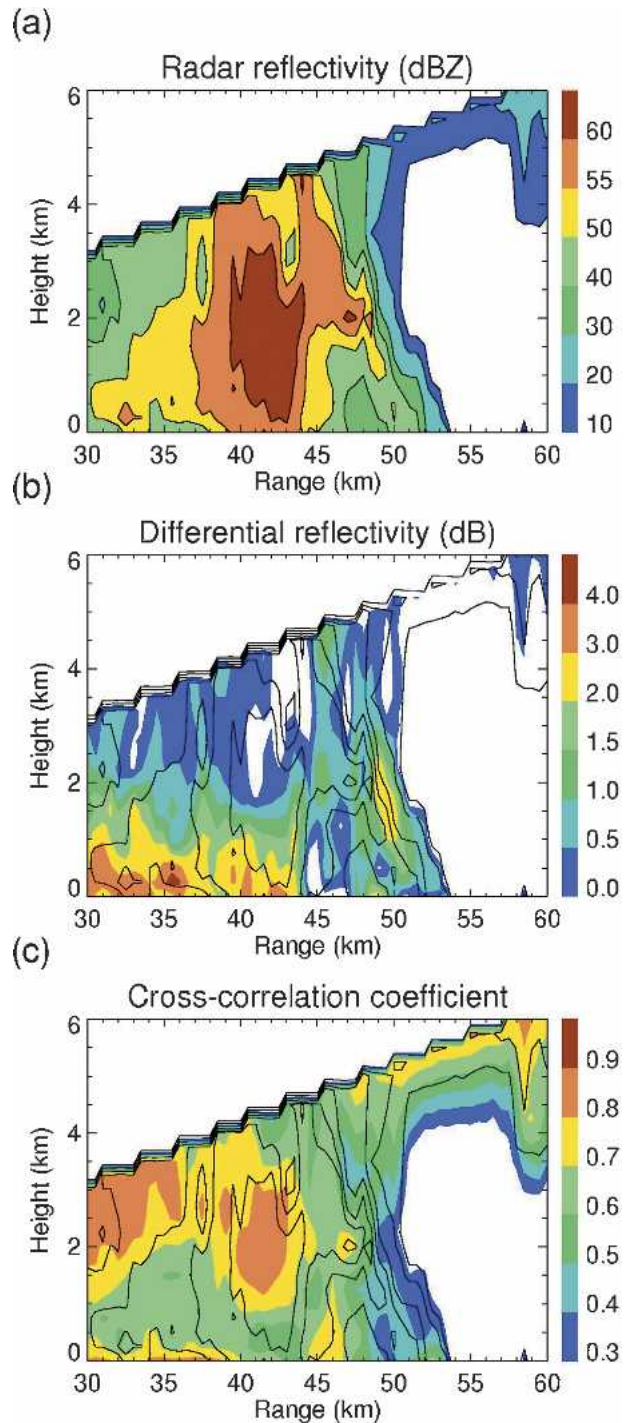 (a)
Radar reflectivity (dBZ)
6
4
2
0
Height (km)
30 35 40 45 50 55 60
Range (km)
60
55
50
40
30
20
10
(b)
Differential reflectivity (dB)
6
4
2
0
Height (km)
30 35 40 45 50 55 60
Range (km)
4.0
3.0
2.0
1.5
1.0
0.5
0.0
(c)
Cross-correlation coefficient
6
4
2
0
Height (km)
30 35 40 45 50 55 60
Range (km)
0.9
0.8
0.7
0.6
0.5
0.4
0.3